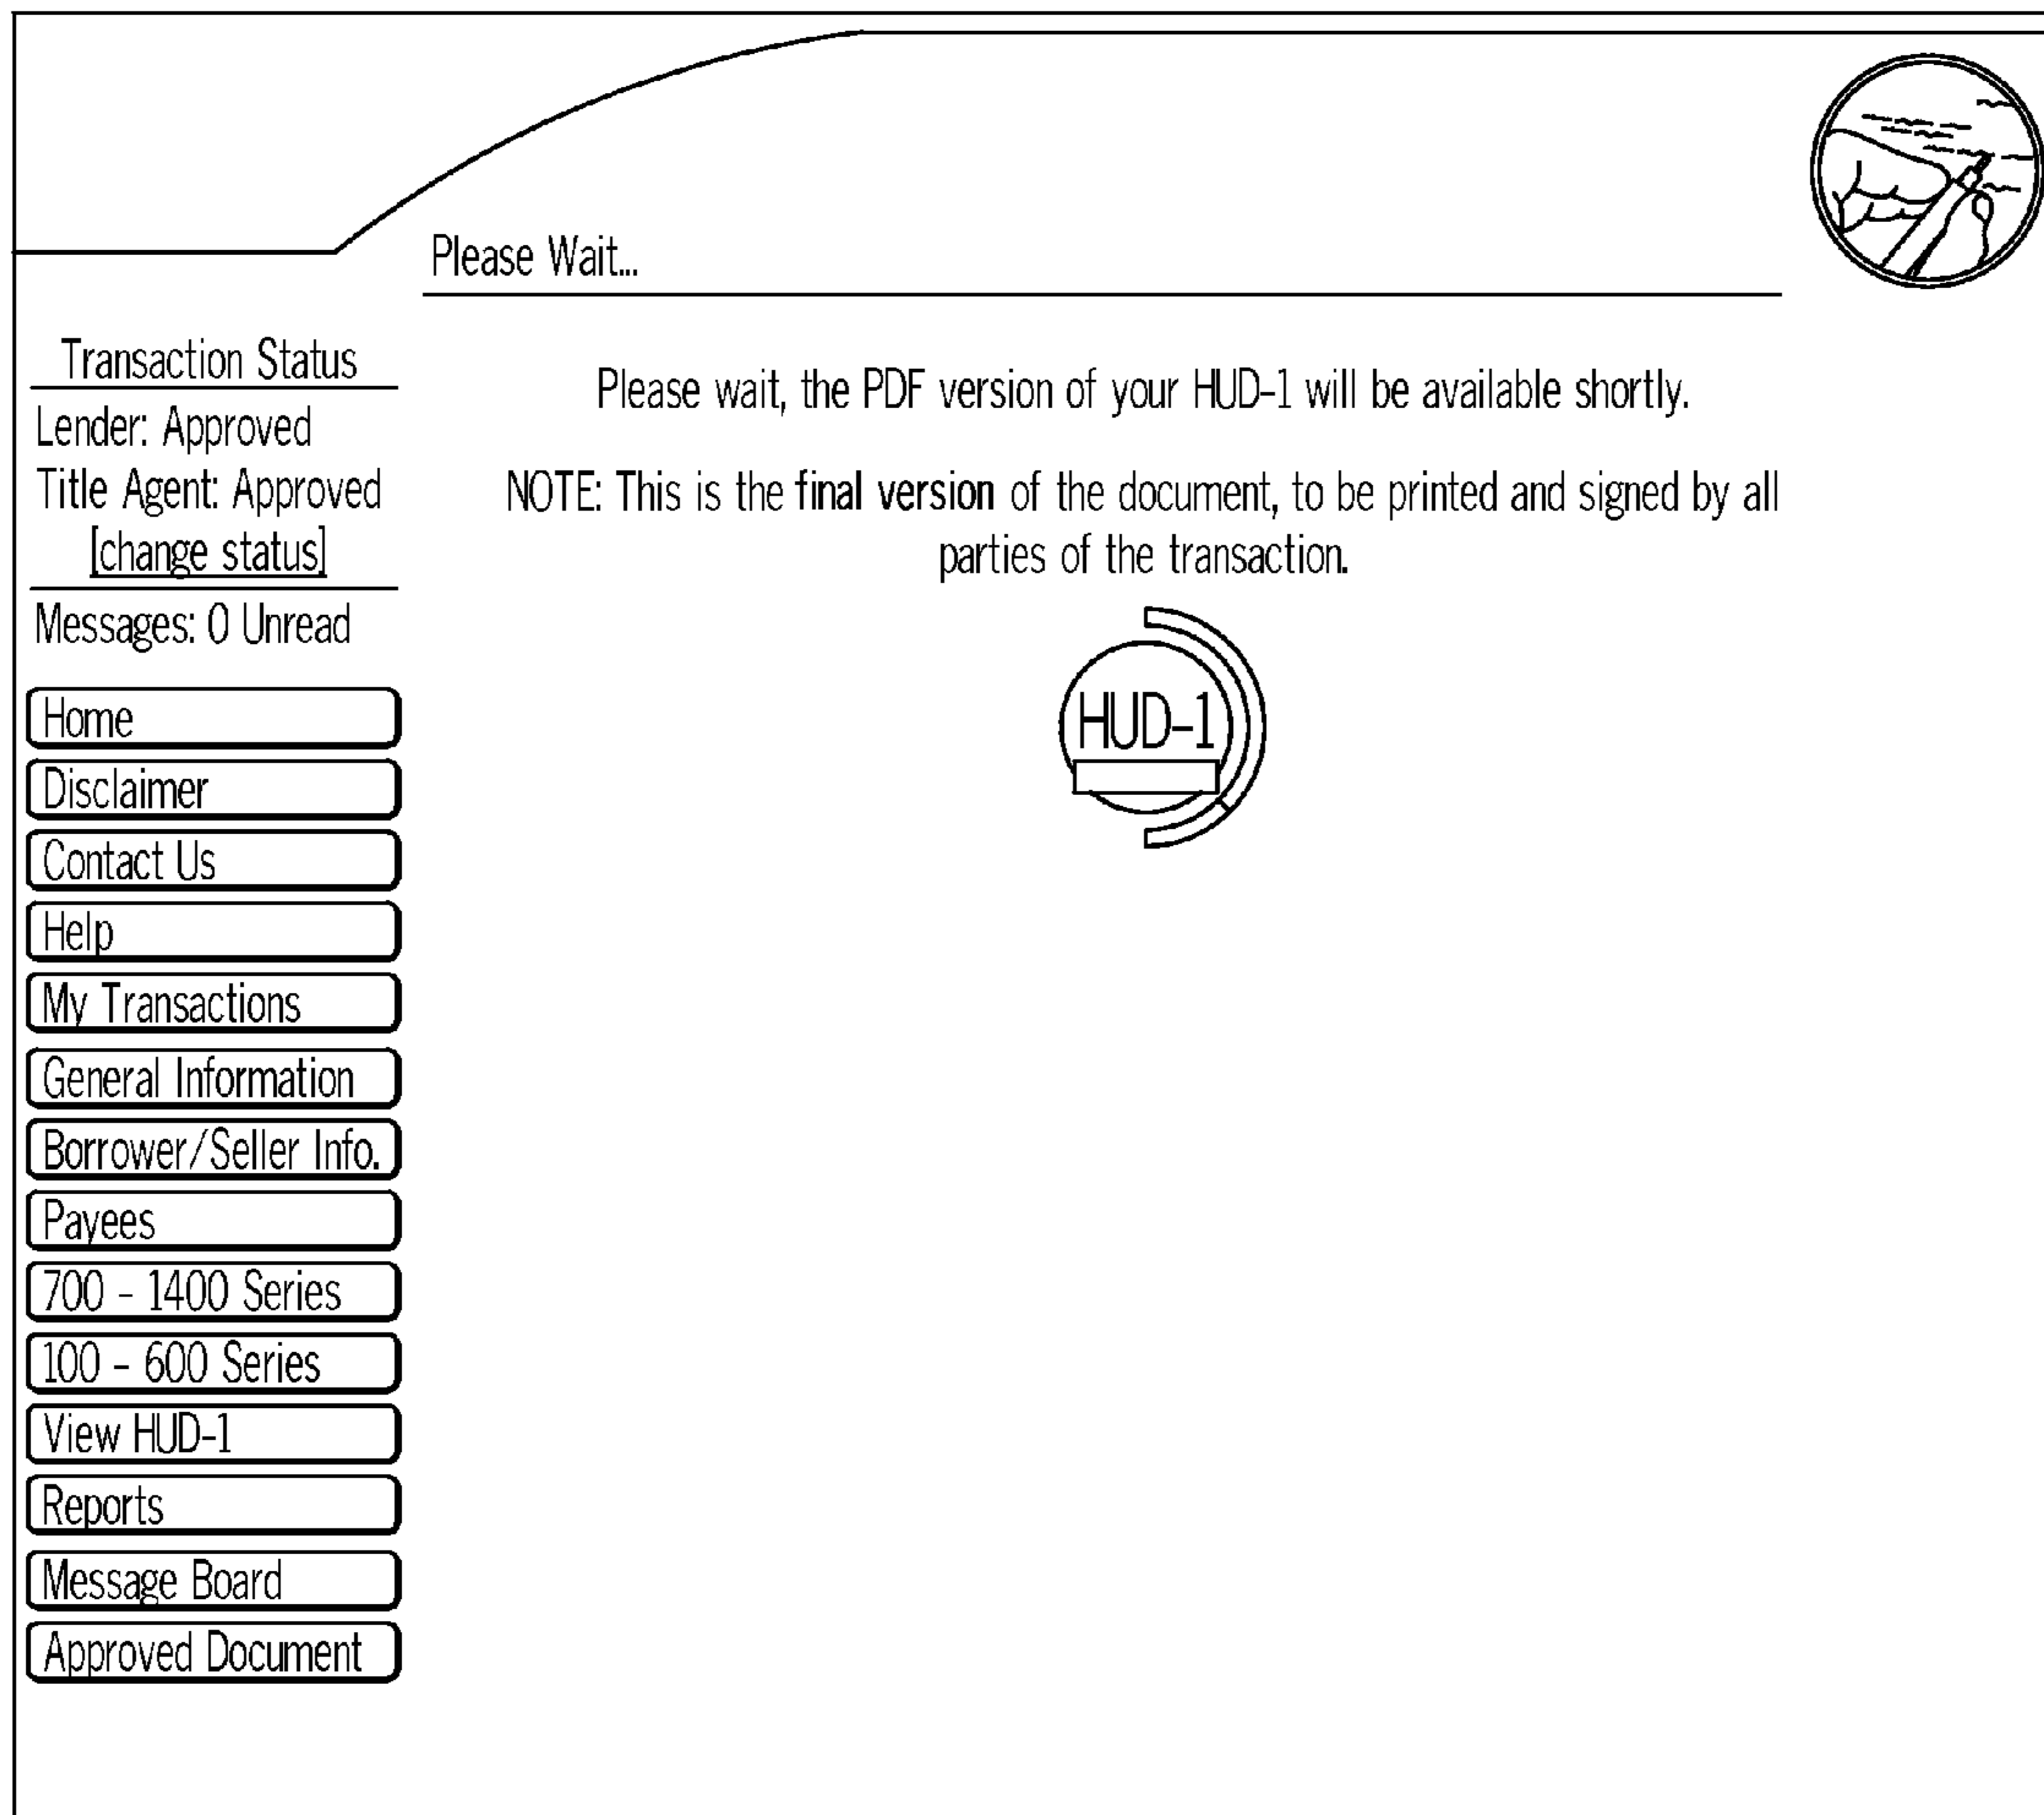 Please Wait...
Transaction Status
Lender: Approved
Title Agent: Approved
[change status]
Messages: 0 Unread
Home
Disclaimer
Contact Us
Help
My Transactions
General Information
Borrower/Seller Info.
Payees
700 - 1400 Series
100 - 600 Series
View HUD-1
Reports
Message Board
Approved Document
Please wait, the PDF version of your HUD-1 will be available shortly.
NOTE: This is the final version of the document, to be printed and signed by all
parties of the transaction.
HUD-1